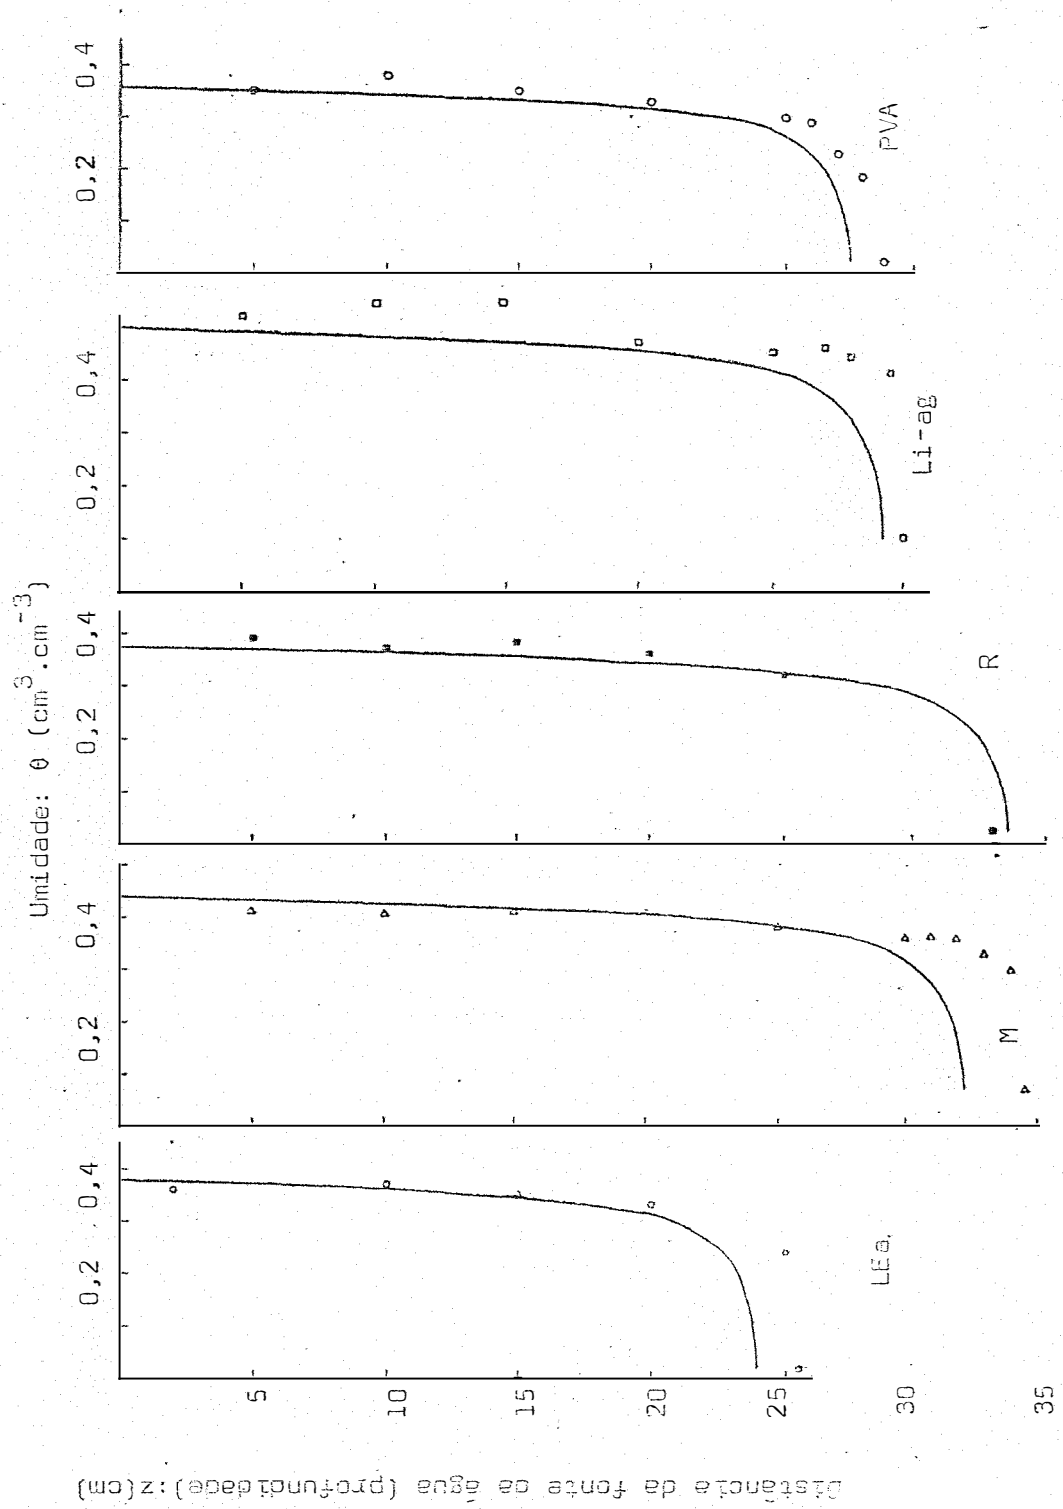 Umidade: θ (cm³.cm⁻³)
0,2 0,4
0,2 0,4
0,2 0,4
0,2 0,4
0,2 0,4
LEa
M
R
Li-ag
PVA
5
10
15
20
25
30
35
Distância da fonte de água (profundidade):z(cm)